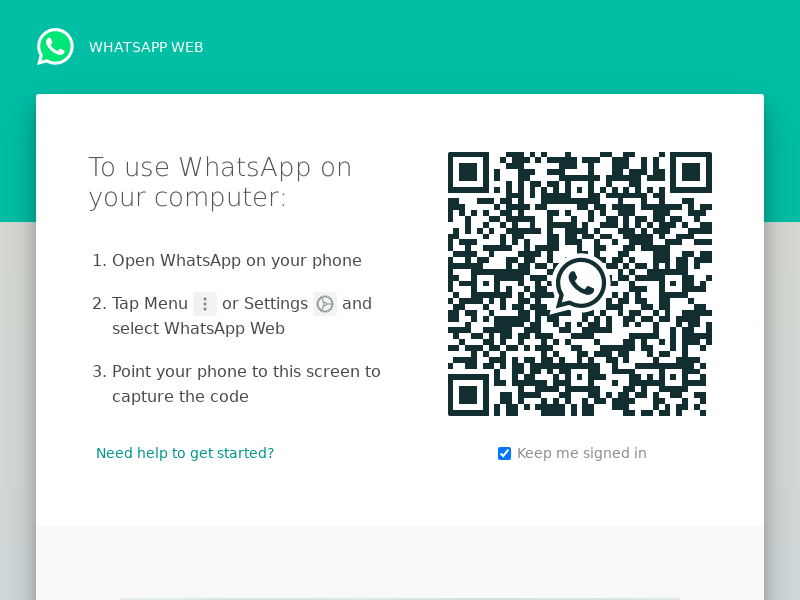 WHATSAPP WEB
To use WhatsApp on
your computer:
1. Open WhatsApp on your phone
2. Tap Menu or Settings and
select WhatsApp Web
3. Point your phone to this screen to
capture the code
Need help to get started?
Keep me signed in